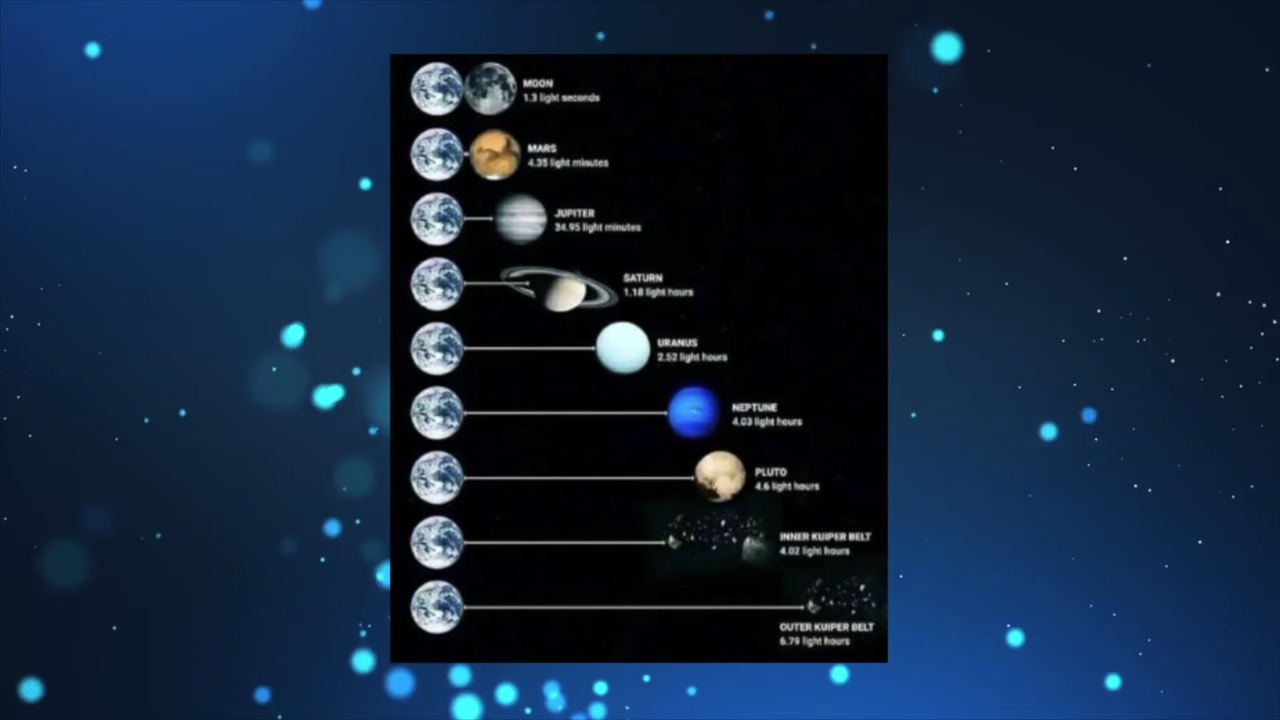 MOON
1.3 light seconds
MARS
4.35 light minutes
JUPITER
34.95 light minutes
SATURN
1.18 light hours
URANUS
2.52 light hours
NEPTUNE
4.03 light hours
PLUTO
4.6 light hours
INNER KUIPER BELT
4.02 light hours
OUTER KUIPER BELT
6.79 light hours